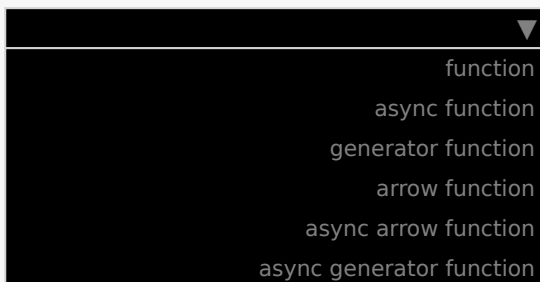 function
async function
generator function
arrow function
async arrow function
async generator function